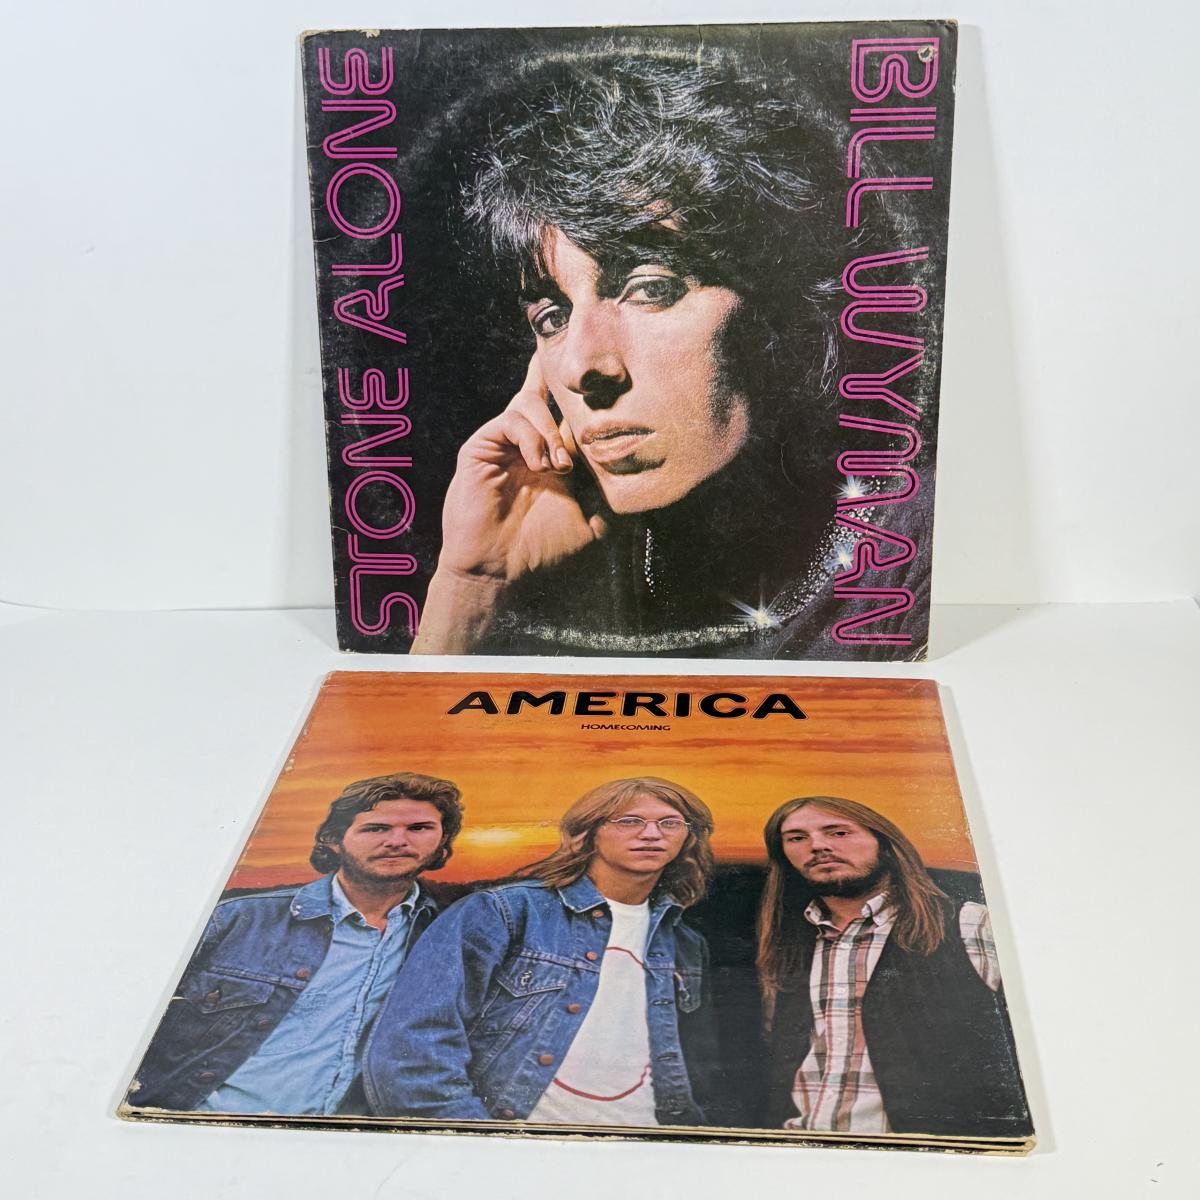 STONE ALONE
BILL WYMAN
AMERICA
HOMECOMING